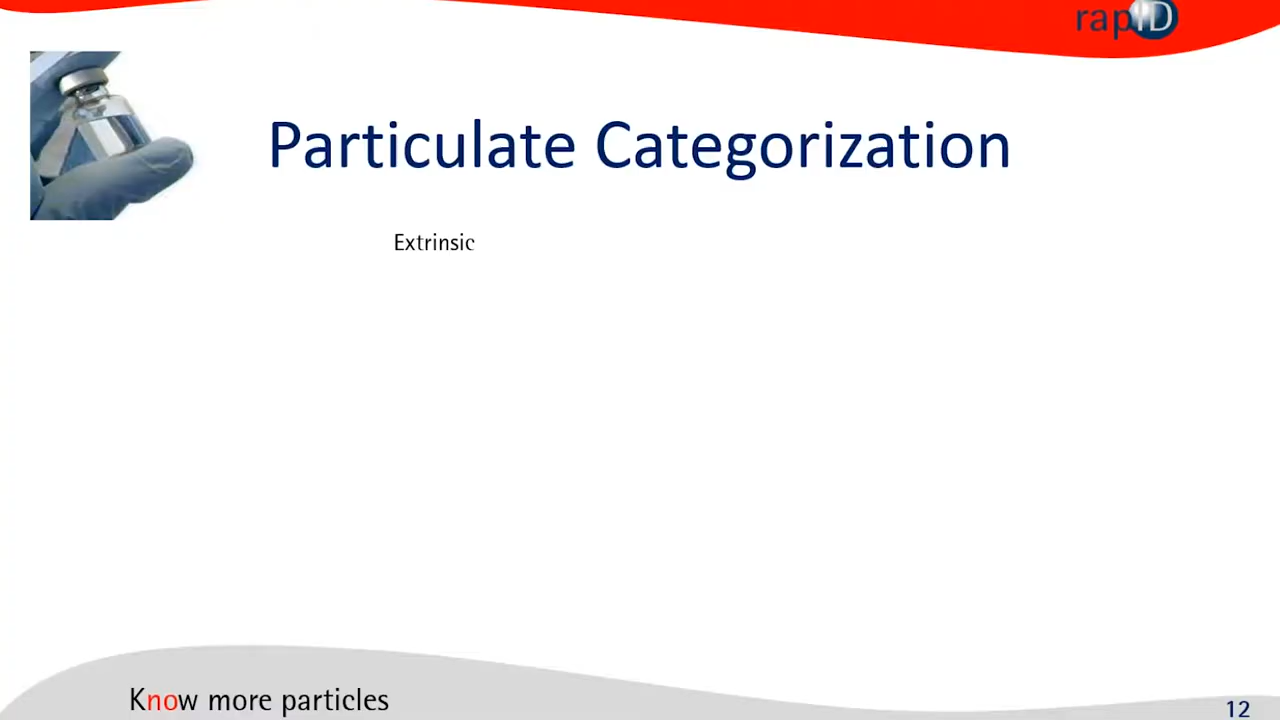 rapID
Particulate Categorization
Extrinsic
Know more particles
12